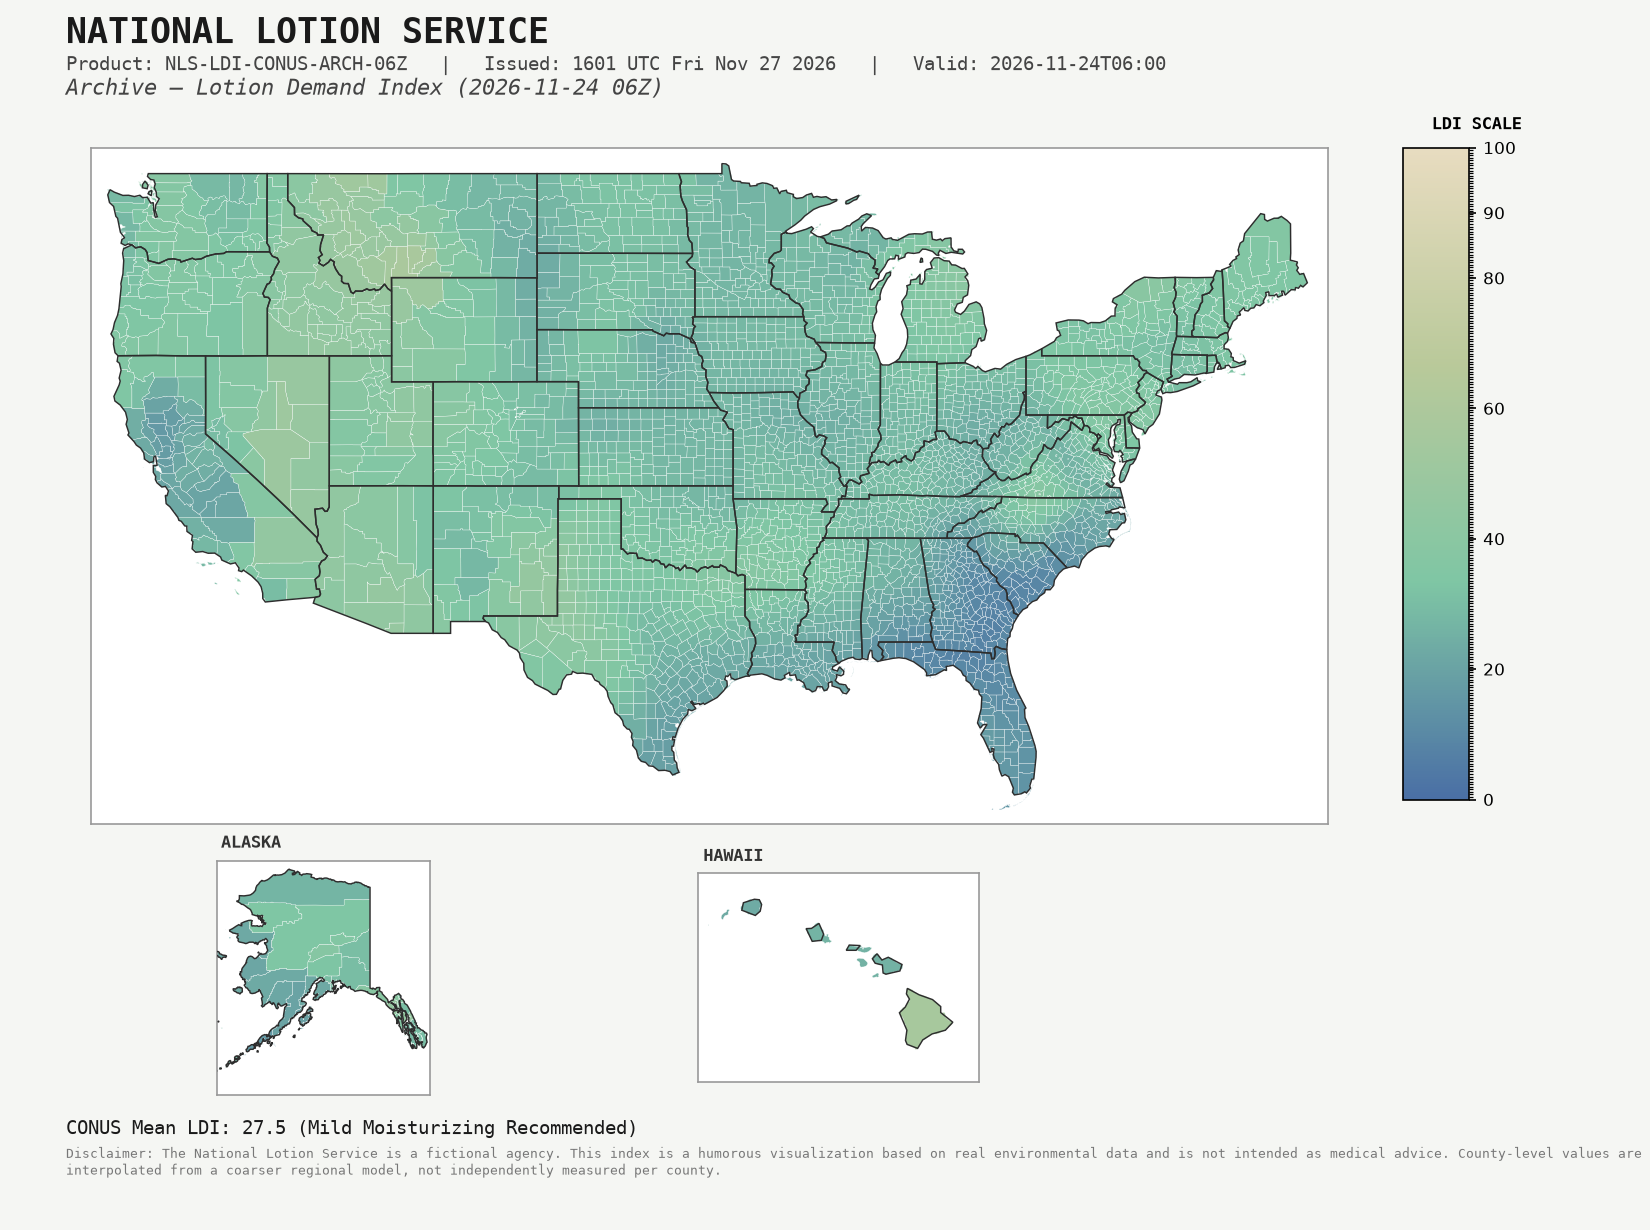 NATIONAL LOTION SERVICE
Product: NLS-LDI-CONUS-ARCH-06Z | Issued: 1601 UTC Fri Nov 27 2026 | Valid: 2026-11-24T06:00
Archive — Lotion Demand Index (2026-11-24 06Z)
LDI SCALE
100
90
80
60
40
20
0
ALASKA
HAWAII
CONUS Mean LDI: 27.5 (Mild Moisturizing Recommended)
Disclaimer: The National Lotion Service is a fictional agency. This index is a humorous visualization based on real environmental data and is not intended as medical advice. County-level values are
interpolated from a coarser regional model, not independently measured per county.